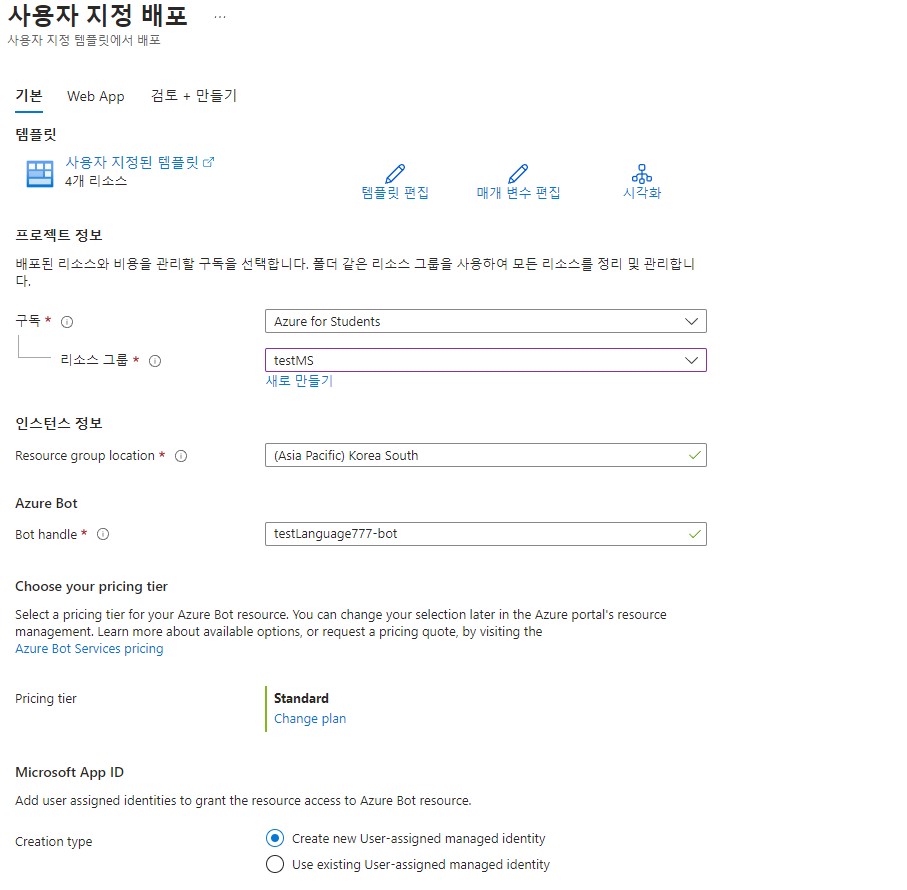 사용자 지정 배포 ...
사용자 지정 템플릿에서 배포
기본 Web App 검토 + 만들기
템플릿
사용자 지정된 템플릿
4개 리소스
템플릿 편집 매개 변수 편집 시각화
프로젝트 정보
배포된 리소스와 비용을 관리할 구독을 선택합니다. 폴더 같은 리소스 그룹을 사용하여 모든 리소스를 정리 및 관리합니
다.
구독 * Azure for Students
리소스 그룹 * testMS
새로 만들기
인스턴스 정보
Resource group location * (Asia Pacific) Korea South
Azure Bot
Bot handle * testLanguage777-bot
Choose your pricing tier
Select a pricing tier for your Azure Bot resource. You can change your selection later in the Azure portal's resource
management. Learn more about available options, or request a pricing quote, by visiting the
Azure Bot Services pricing
Pricing tier Standard
Change plan
Microsoft App ID
Add user assigned identities to grant the resource access to Azure Bot resource.
Creation type Create new User-assigned managed identity
Use existing User-assigned managed identity